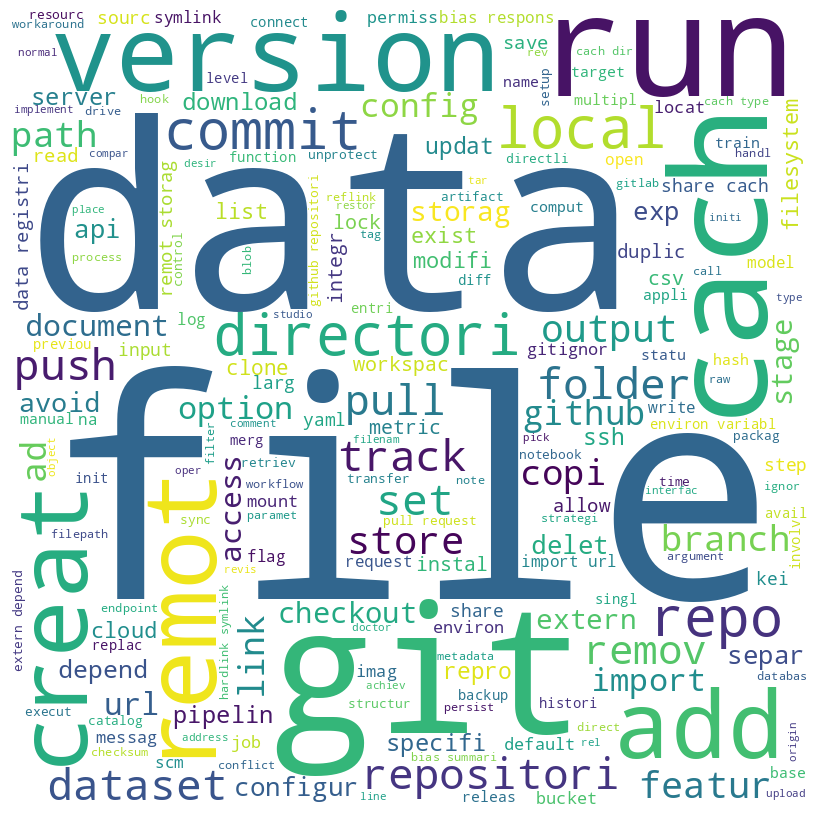 resourc
sourc
symlink
connect
permiss
bias respons
workaround
version
run
save
rev
cach dir
normal
level
name
target
setup
server
hook
download
config
multipl
locat
cach type
implement
drive
path
commit
local
cach
filesystem
read
compar
function
unprotect
updat
directli
open
train
handl
desir
data
share cach
data registri
remot storag
control
github repositori
reflink
restor
tar
artifact
gitlab
place
api
list
lock
storag
comput
exp
initi
process
blob
tag
exist
integr
modifi
diff
duplic
call
csv
model
appli
type
entri
studio
document
log
directori
output
stage
previou
input
clone
workspac
gitignor
statu
hash
push
larg
pull
folder
raw
avoid
option
yaml
metric
github
write
environ variabl
manual
na
comment
filenam
pick
ssh
packag
file
ad
object
filter
merg
track
notebook
copi
step
init
oper
retriev
workflow
transfer
note
time
interfac
ignor
creat
remot
access
mount
set
allow
avail
involv
sync
paramet
pull request
strategi
filepath
flag
store
delet
branch
argument
revis
request
instal
import url
kei
extern depend
endpoint
hardlink symlink
link
doctor
checkout
share
singl
repo
cloud
environ
extern
replac
git
metadata
remov
separ
depend
imag
repro
achiev
backup
import
databas
url
structur
persist
histori
execut
catalog
pipelin
add
messag
address
job
specifi
default
rel
direct
origin
checksum
scm
conflict
bias summari
base
dataset
configur
repositori
featur
line
releas
bucket
upload